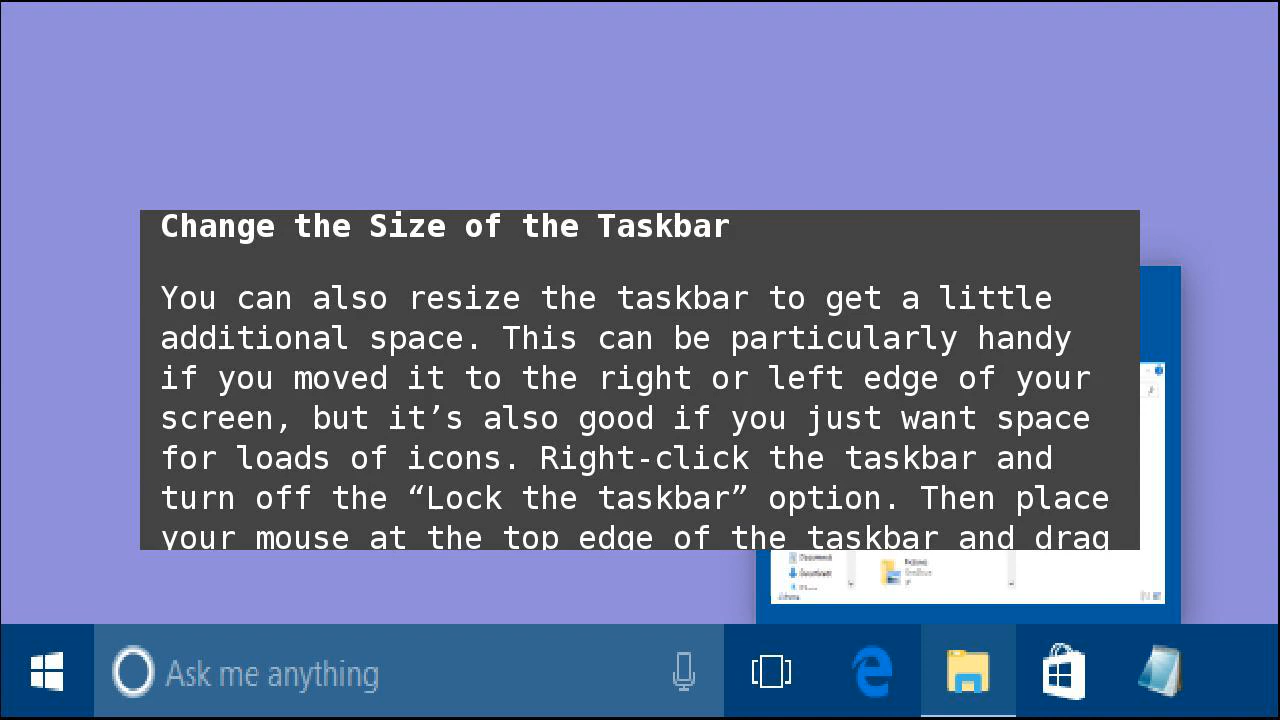 Change the Size of the Taskbar
You can also resize the taskbar to get a little
additional space. This can be particularly handy
if you moved it to the right or left edge of your
screen, but it’s also good if you just want space
for loads of icons. Right-click the taskbar and
turn off the “Lock the taskbar” option. Then place
your mouse at the top edge of the taskbar and drag
Documents
Pictures
OneDrive
Downloads
Ask me anything